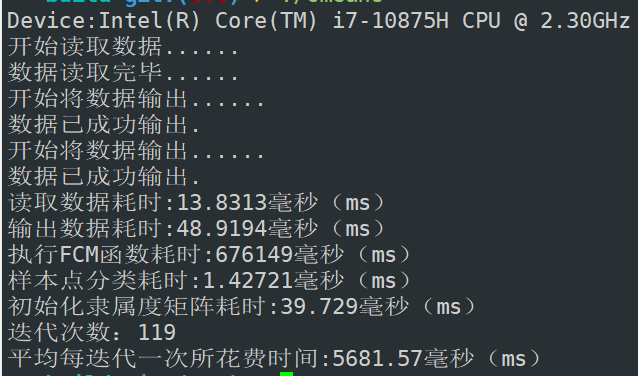 Device:Intel(R) Core(TM) i7-10875H CPU @ 2.30GHz
开始读取数据......
数据读取完毕......
开始将数据输出......
数据已成功输出.
开始将数据输出......
数据已成功输出.
读取数据耗时:13.8313毫秒（ms）
输出数据耗时:48.9194毫秒（ms）
执行FCM函数耗时:676149毫秒（ms）
样本点分类耗时:1.42721毫秒（ms）
初始化隶属度矩阵耗时:39.729毫秒（ms）
迭代次数：119
平均每迭代一次所花费时间:5681.57毫秒（ms）